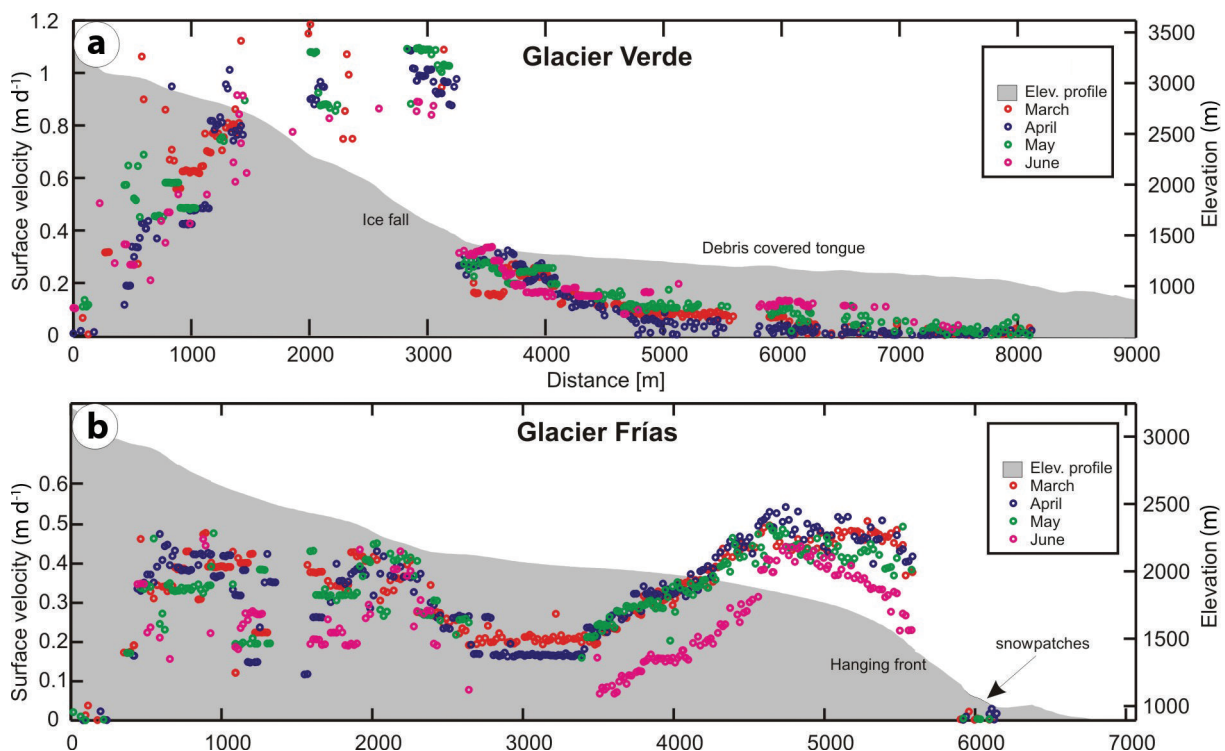 a
Glacier Verde
Surface velocity (m d-1)
1.2
1
0.8
0.6
0.4
0.2
0
Elevation (m)
3500
3000
2500
2000
1500
1000
Elev. profile
March
April
May
June
Ice fall
Debris covered tongue
0 1000 2000 3000 4000 5000 6000 7000 8000 9000
Distance [m]
b
Glacier Frías
Surface velocity (m d-1)
0.6
0.5
0.4
0.3
0.2
0.1
0
Elevation (m)
3000
2500
2000
1500
1000
Elev. profile
March
April
May
June
Hanging front
snowpatches
0 1000 2000 3000 4000 5000 6000 7000